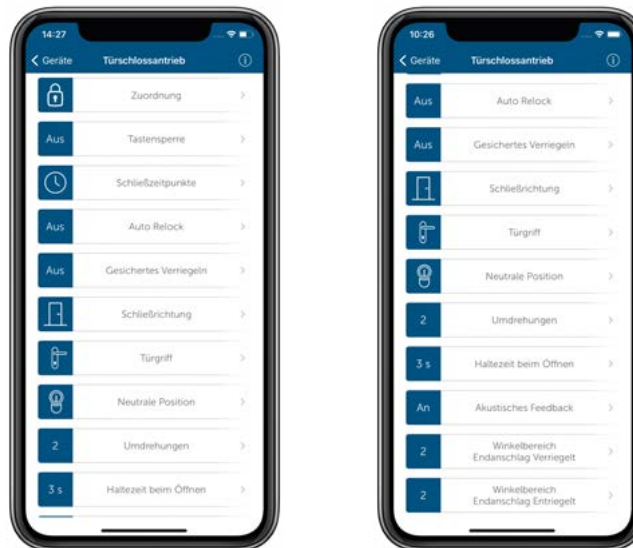 14:27
Geräte
Türschlossantrieb
Zuordnung
Aus
Tastensperre
Schließzeitpunkte
Aus
Auto Relock
Aus
Gesichertes Verriegeln
Schließrichtung
Türgriff
Neutrale Position
2
Umdrehungen
3 s
Haltezeit beim Öffnen
10:26
Geräte
Türschlossantrieb
Aus
Auto Relock
Aus
Gesichertes Verriegeln
Schließrichtung
Türgriff
Neutrale Position
2
Umdrehungen
3 s
Haltezeit beim Öffnen
An
Akustisches Feedback
2
Winkelbereich
Endanschlag Verriegelt
2
Winkelbereich
Endanschlag Entriegelt